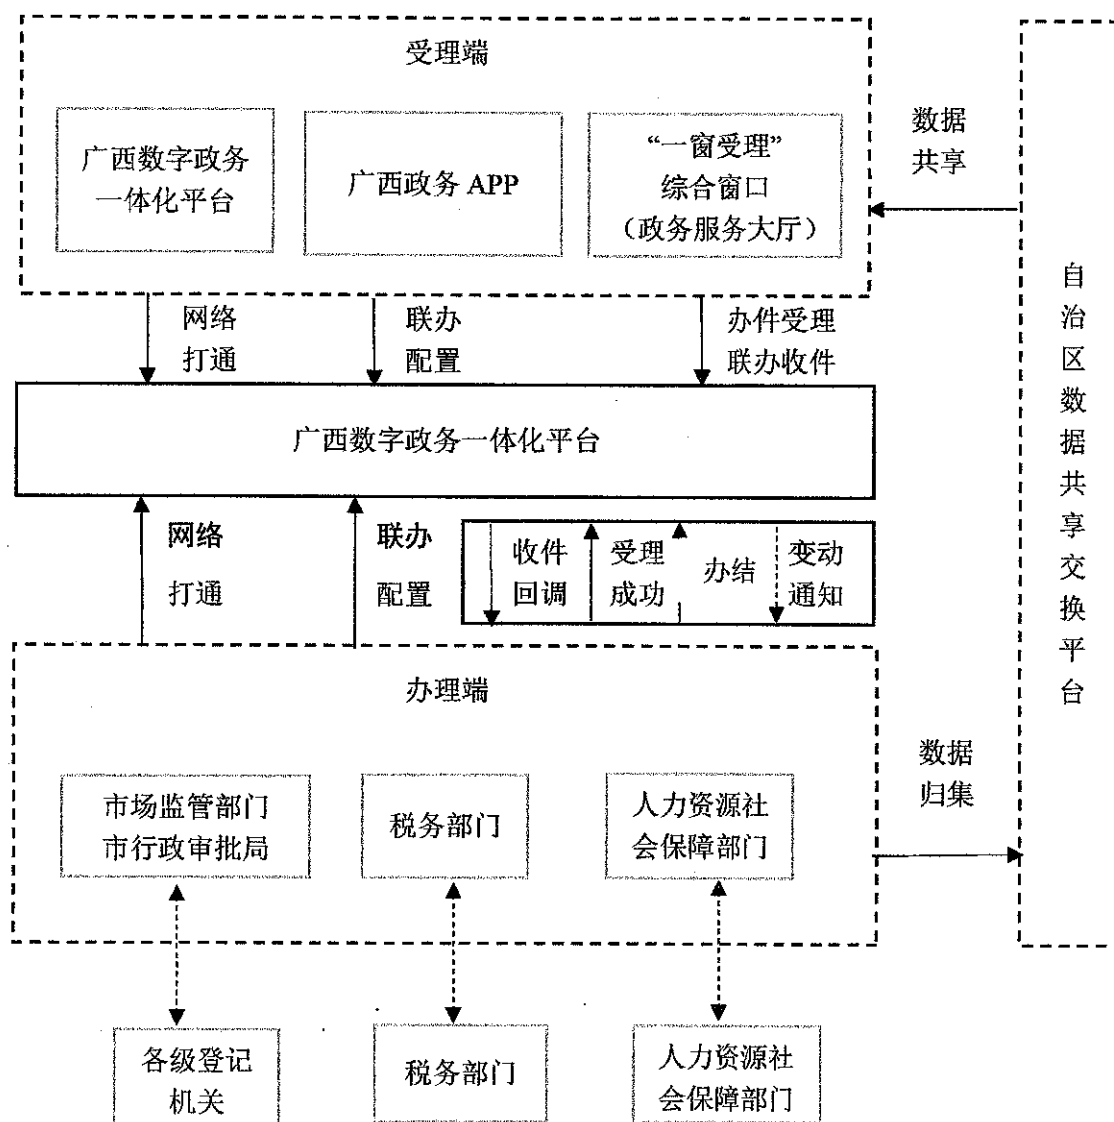 受理端
广西数字政务
一体化平台
广西政务 APP
“一窗受理”
综合窗口
（政务服务大厅）
数据
共享
网络
打通
联办
配置
办件受理
联办收件
广西数字政务一体化平台
网络
打通
联办
配置
收件
回调
受理
成功
办结
变动
通知
办理端
市场监管部门
市行政审批局
税务部门
人力资源社
会保障部门
数据
归集
各级登记
机关
税务部门
人力资源社
会保障部门
自
治
区
数
据
共
享
交
换
平
台